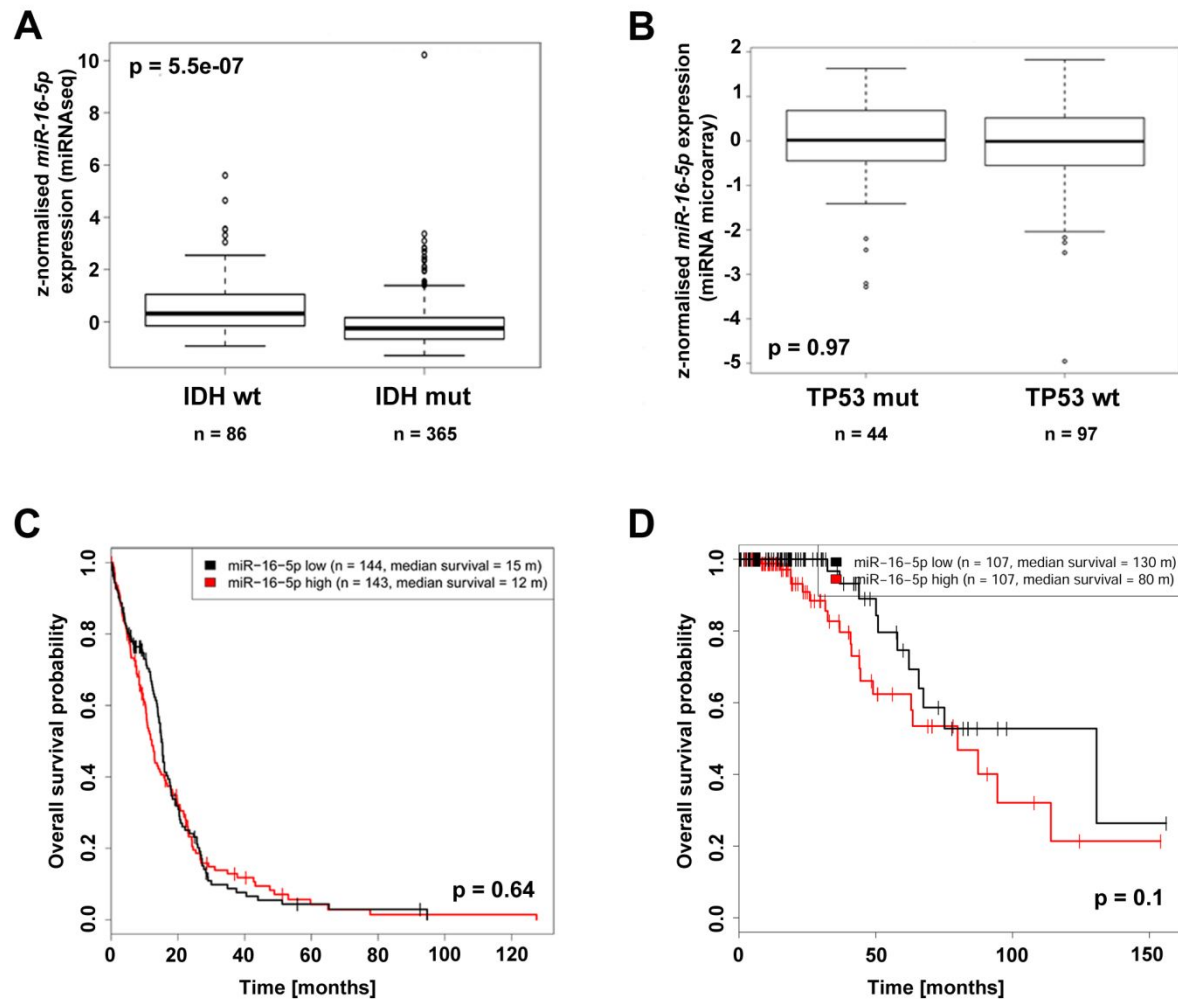 A
p = 5.5e-07
z-normalised miR-16-5p
expression (miRNAseq)
10
8
6
4
2
0
IDH wt
IDH mut
n = 86
n = 365
B
z-normalised miR-16-5p expression
(miRNA microarray)
2
1
0
-1
-2
-3
-4
-5
p = 0.97
TP53 mut
TP53 wt
n = 44
n = 97
C
miR-16-5p low (n = 144, median survival = 15 m)
miR-16-5p high (n = 143, median survival = 12 m)
Overall survival probability
1.0
0.8
0.6
0.4
0.2
0.0
p = 0.64
0
20
40
60
80
100
120
Time [months]
D
miR-16-5p low (n = 107, median survival = 130 m)
miR-16-5p high (n = 107, median survival = 80 m)
Overall survival probability
1.0
0.8
0.6
0.4
0.2
0.0
p = 0.1
0
50
100
150
Time [months]